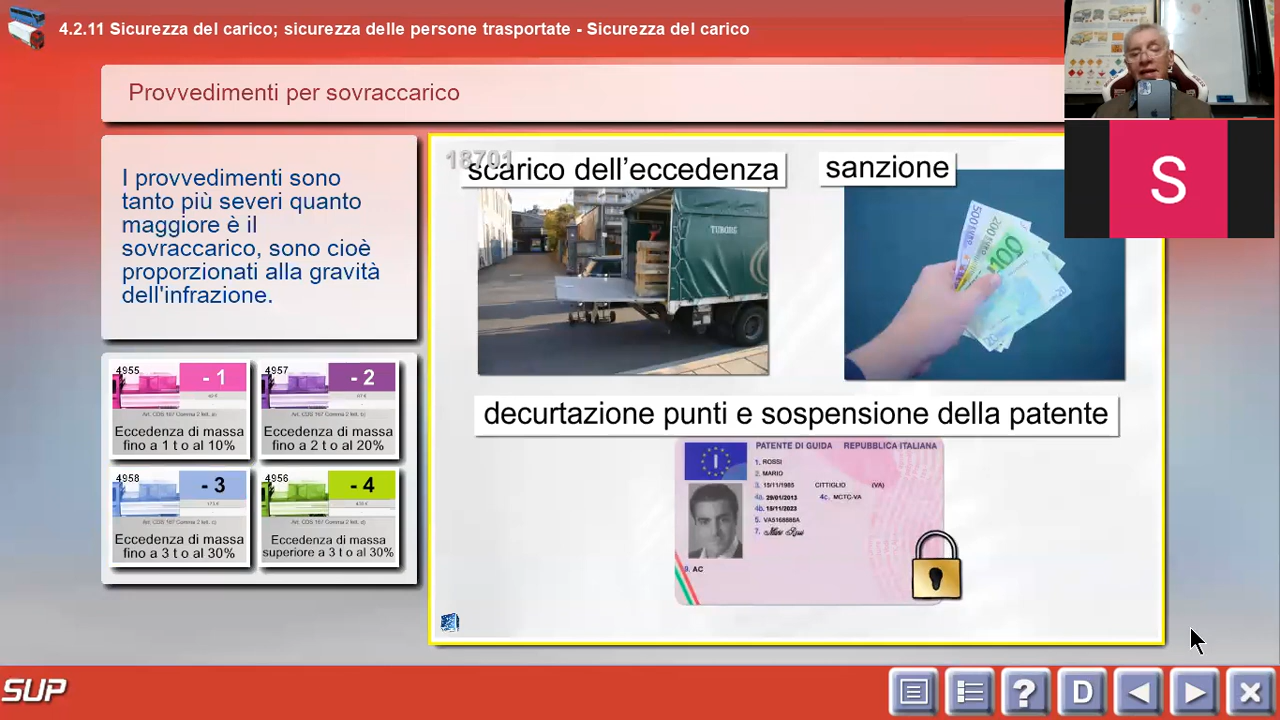 4.2.11 Sicurezza del carico; sicurezza delle persone trasportate - Sicurezza del carico
Provvedimenti per sovraccarico
I provvedimenti sono
tanto più severi quanto
maggiore è il
sovraccarico, sono cioè
proporzionati alla gravità
dell'infrazione.
4955
- 1
Art. CDS 167 Comma 2 lett. a)
Eccedenza di massa
fino a 1 t o al 10%
4957
- 2
Art. CDS 167 Comma 2 lett. b)
Eccedenza di massa
fino a 2 t o al 20%
4958
- 3
Art. CDS 167 Comma 2 lett. c)
Eccedenza di massa
fino a 3 t o al 30%
4956
- 4
Art. CDS 167 Comma 2 lett. d)
Eccedenza di massa
superiore a 3 t o al 30%
18701
scarico dell'eccedenza
sanzione
TUBORG
500 EURO
200 EURO
100
decurtazione punti e sospensione della patente
PATENTE DI GUIDA REPUBBLICA ITALIANA
I
1. ROSSI
2. MARIO
3. 15/11/1985 CITTIGLIO (VA)
4a. 29/01/2013 4c. MCTC-VA
4b. 15/11/2023
5. VA5168886A
7.
9. AC
S
SUP
? D